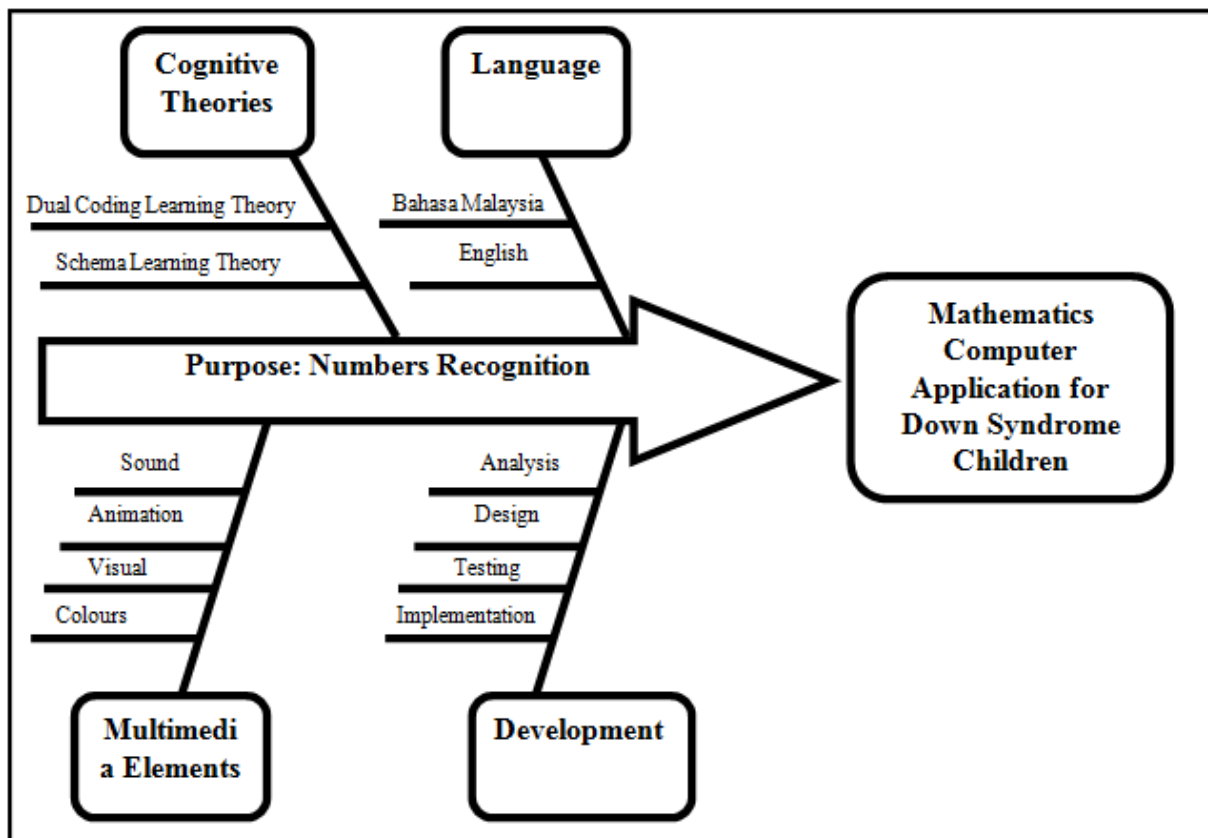 Cognitive
Theories
Language
Dual Coding Learning Theory
Schema Learning Theory
Bahasa Malaysia
English
Purpose: Numbers Recognition
Mathematics
Computer
Application for
Down Syndrome
Children
Sound
Animation
Visual
Colours
Analysis
Design
Testing
Implementation
Multimedi
a Elements
Development